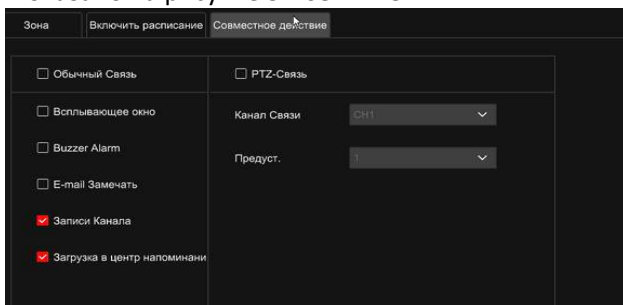 Зона
Включить расписание
Совместное действие
Обычный Связь
PTZ-Связь
Всплывающее окно
Канал Связи
CH1
Buzzer Alarm
Предуст.
1
E-mail Замечать
Записи Канала
Загрузка в центр напоминани